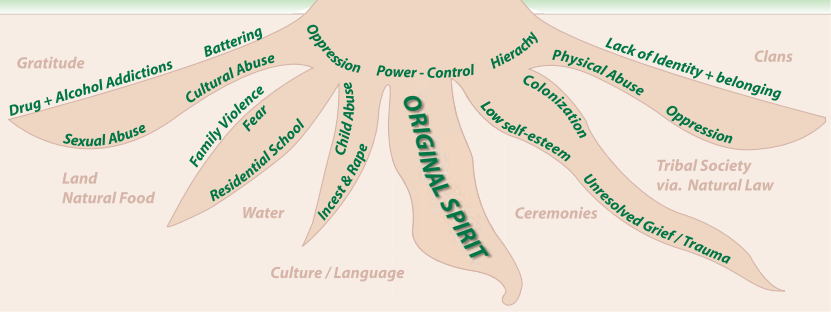 Gratitude
Drug + Alcohol Addictions
Battering
Cultural Abuse
Sexual Abuse
Oppression
Power - Control
Hierachy
Lack of Identity + belonging
Clans
Physical Abuse
Oppression
Family Violence
Fear
Residential School
Child Abuse
Incest & Rape
ORIGINAL SPIRIT
Low self-esteem
Colonization
Unresolved Grief / Trauma
Land
Natural Food
Water
Culture / Language
Ceremonies
Tribal Society
via. Natural Law